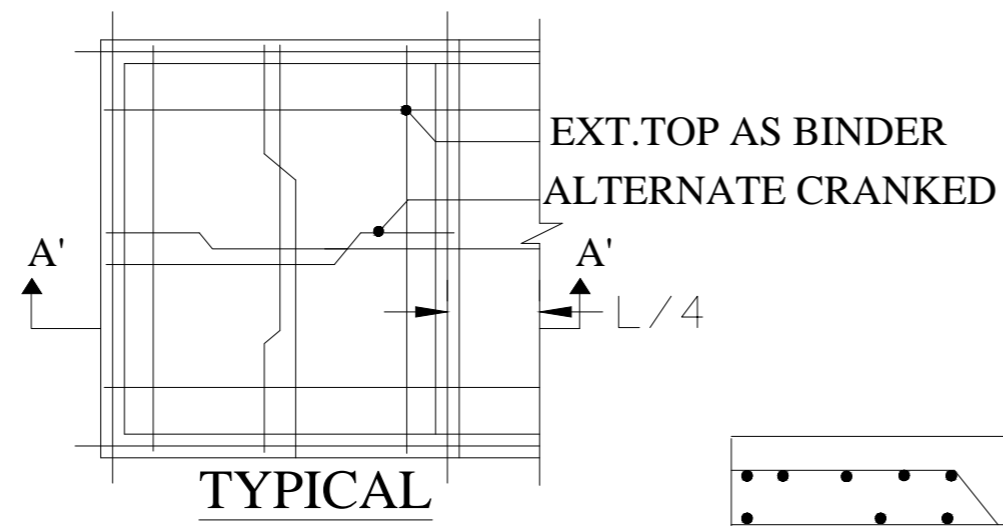 EXT.TOP AS BINDER
ALTERNATE CRANKED
A' A'
L/4
TYPICAL